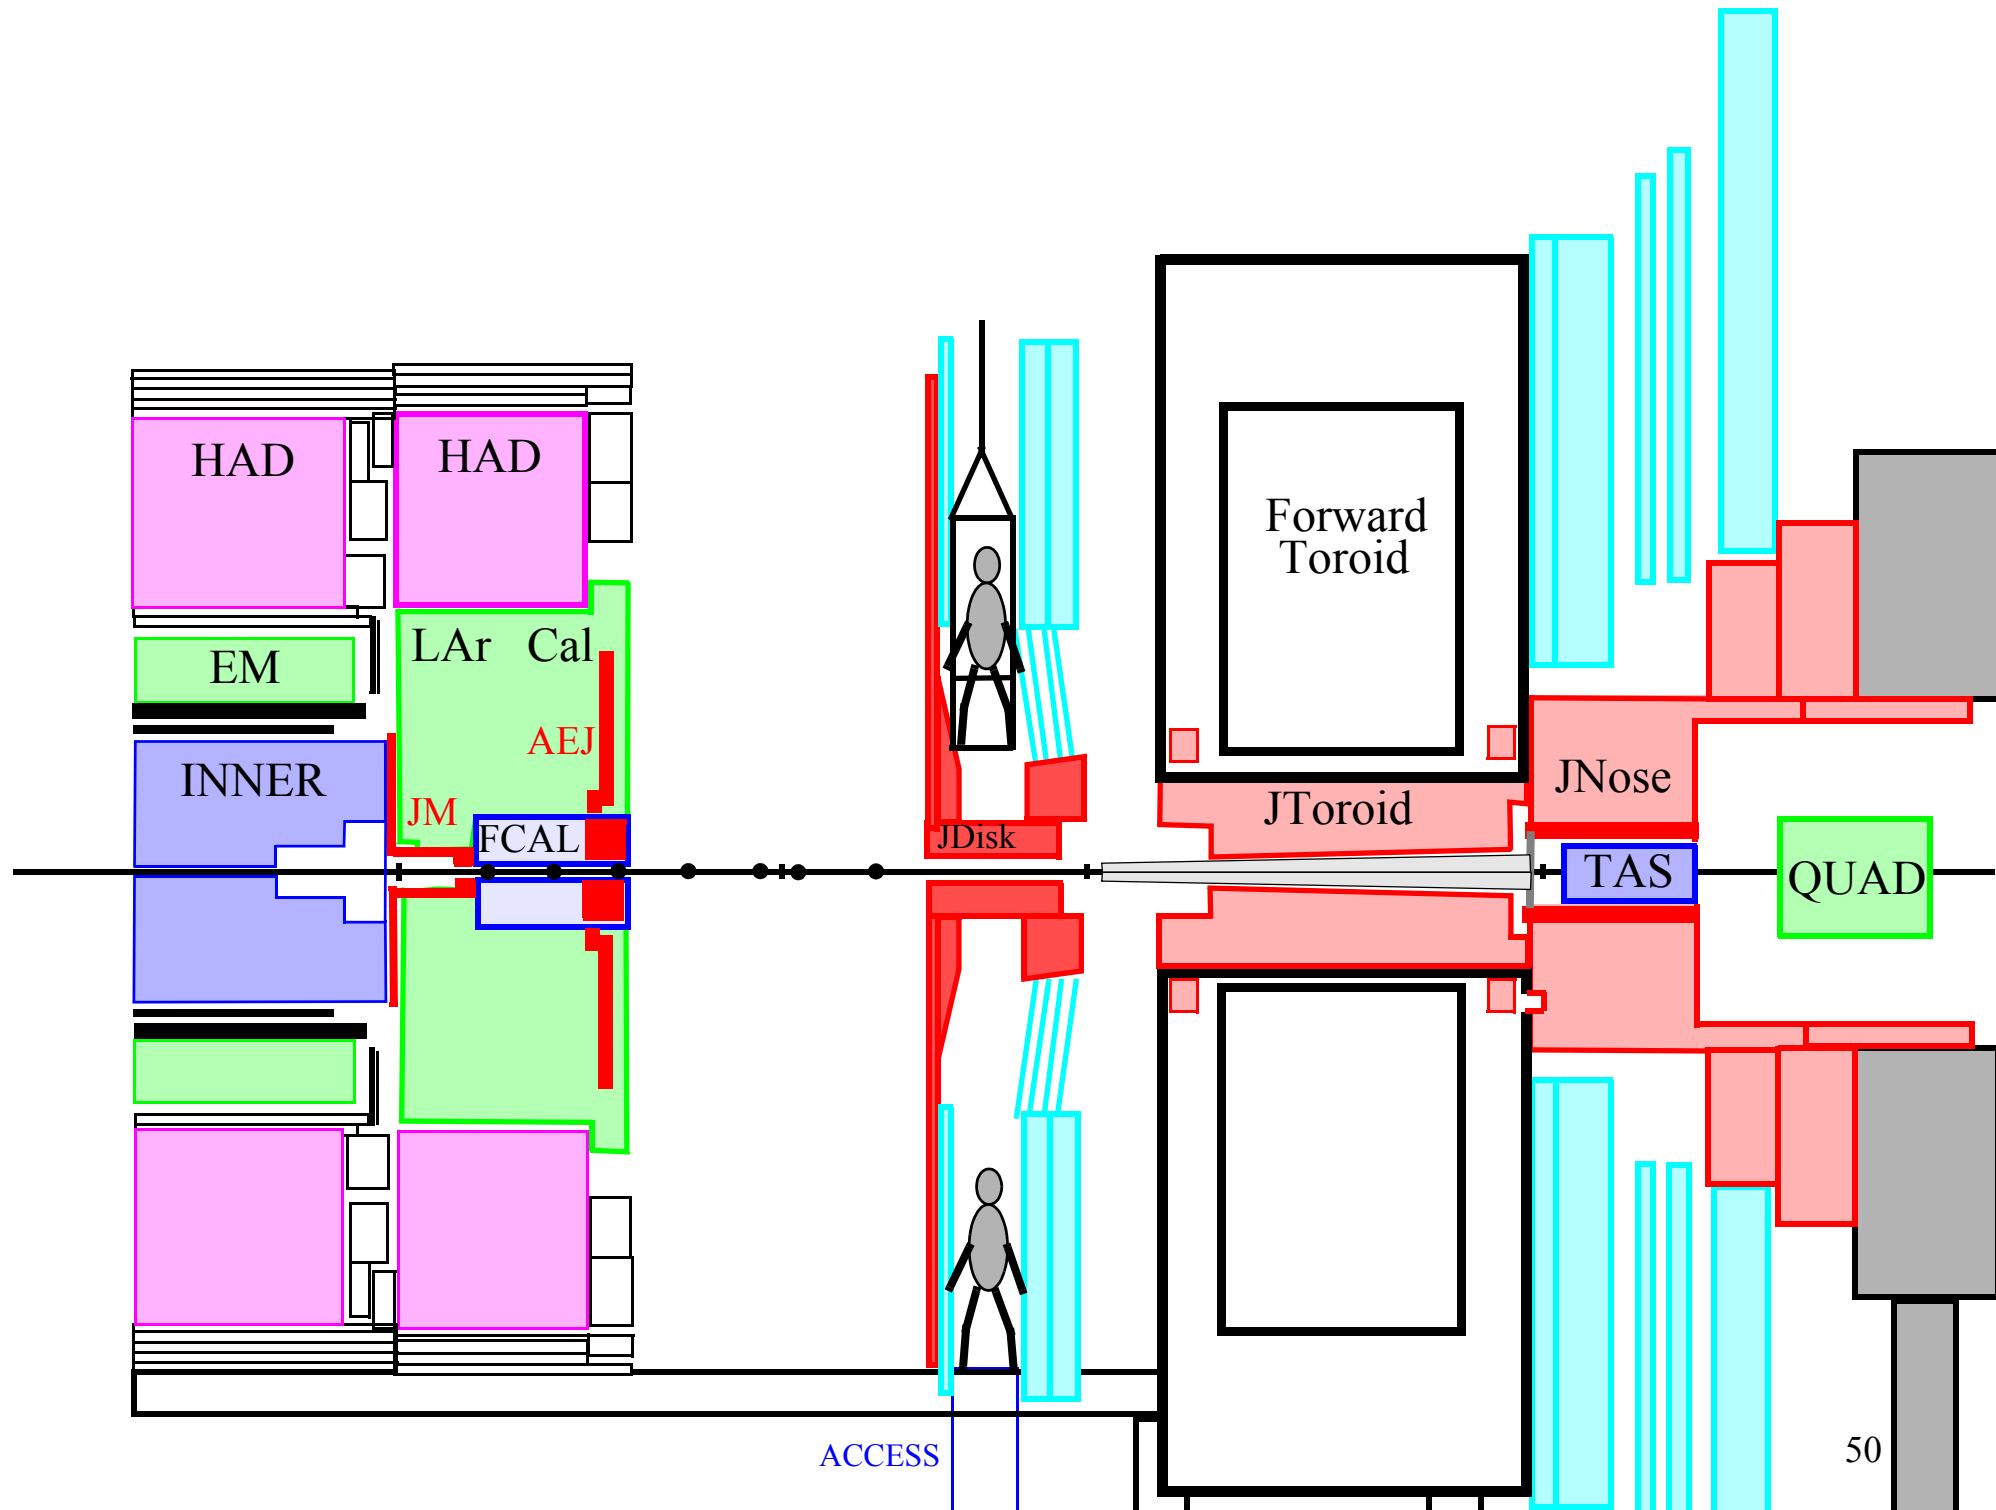 HAD
HAD
Forward
Toroid
LAr Cal
EM
AEJ
INNER
JM
FCAL
JDisk
JToroid
JNose
TAS
QUAD
ACCESS
50